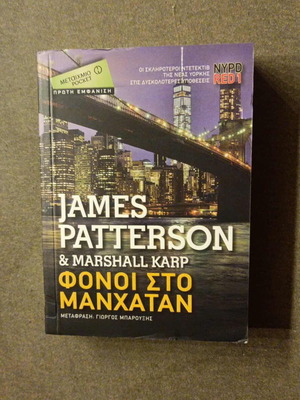 ΜΕΤΑΙΧΜΙΟ
POCKET
ΠΡΩΤΗ ΕΜΦΑΝΙΣΗ
ΟΙ ΣΚΛΗΡΟΤΕΡΟΙ ΝΤΕΤΕΚΤΙΒ
ΤΗΣ ΝΕΑΣ ΥΟΡΚΗΣ
ΣΤΙΣ ΔΥΣΚΟΛΟΤΕΡΕΣ ΥΠΟΘΕΣΕΙΣ
NYPD
RED 1
JAMES
PATTERSON
& MARSHALL KARP
ΦΟΝΟΙ ΣΤΟ
ΜΑΝΧΑΤΑΝ
ΜΕΤΑΦΡΑΣΗ: ΓΙΩΡΓΟΣ ΜΠΑΡΟΥΞΗΣ